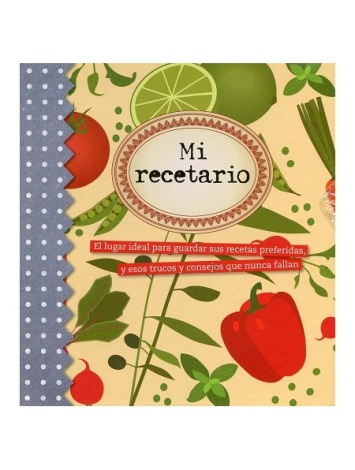 Mi
recetario
El lugar ideal para guardar sus recetas preferidas,
y esos trucos y consejos que nunca fallan